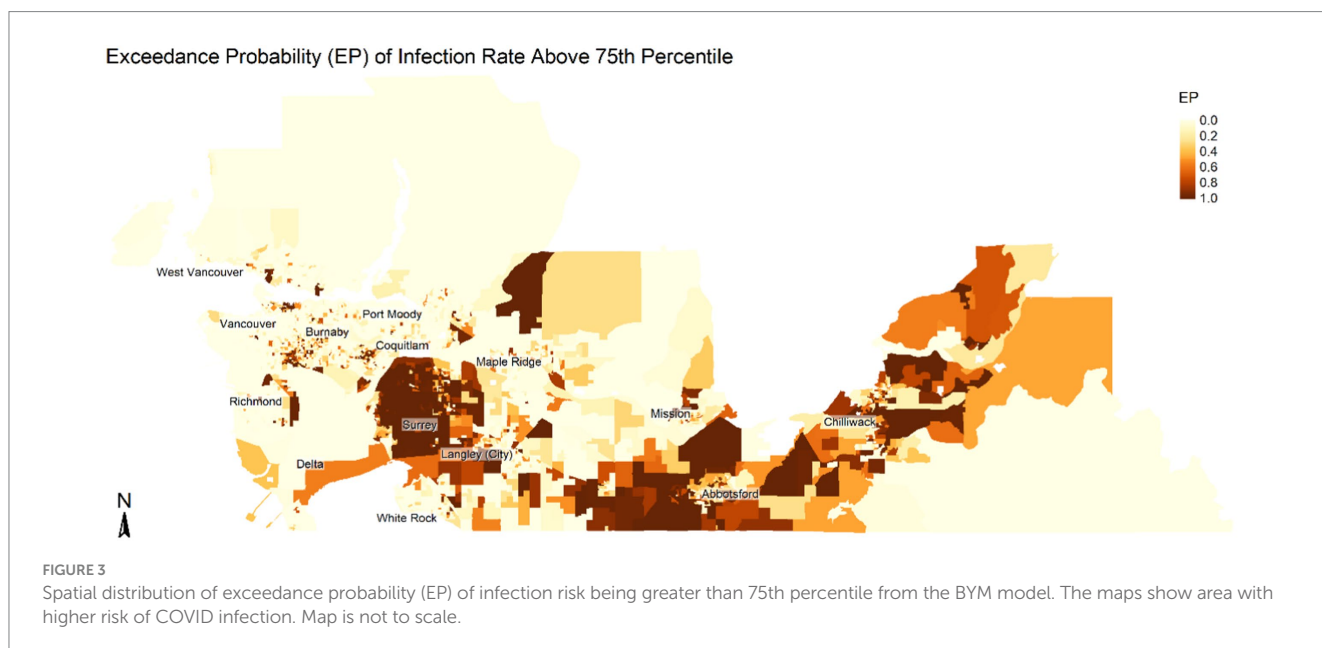 Exceedance Probability (EP) of Infection Rate Above 75th Percentile
EP
0.0
0.2
0.4
0.6
0.8
1.0
West Vancouver
Port Moody
Vancouver
Burnaby
Coquitlam
Maple Ridge
Richmond
Mission
Chilliwack
Surrey
Langley (City)
Delta
Abbotsford
White Rock
N
FIGURE 3
Spatial distribution of exceedance probability (EP) of infection risk being greater than 75th percentile from the BYM model. The maps show area with
higher risk of COVID infection. Map is not to scale.